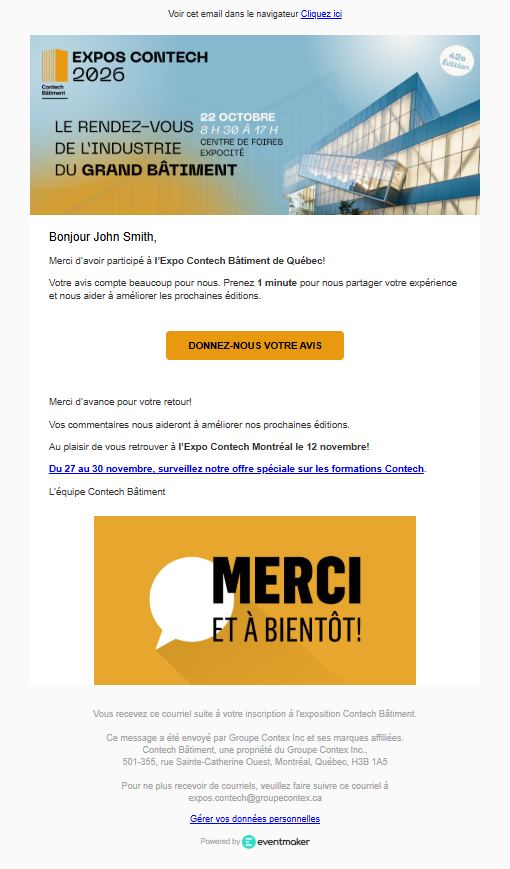 Voir cet email dans le navigateur Cliquez ici
EXPOS CONTECH
2026
Contech
Bâtiment
42e
Édition
LE RENDEZ-VOUS
DE L'INDUSTRIE
DU GRAND BÂTIMENT
22 OCTOBRE
8 H 30 À 17 H
CENTRE DE FOIRES
EXPOCITÉ
Bonjour John Smith,
Merci d'avoir participé à l'Expo Contech Bâtiment de Québec!
Votre avis compte beaucoup pour nous. Prenez 1 minute pour nous partager votre expérience
et nous aider à améliorer les prochaines éditions.
DONNEZ-NOUS VOTRE AVIS
Merci d'avance pour votre retour!
Vos commentaires nous aideront à améliorer nos prochaines éditions.
Au plaisir de vous retrouver à l'Expo Contech Montréal le 12 novembre!
Du 27 au 30 novembre, surveillez notre offre spéciale sur les formations Contech.
L'équipe Contech Bâtiment
MERCI
ET À BIENTÔT!
Vous recevez ce courriel suite à votre inscription à l'exposition Contech Bâtiment.
Ce message a été envoyé par Groupe Contex Inc et ses marques affiliées.
Contech Bâtiment, une propriété du Groupe Contex Inc.,
501-355, rue Sainte-Catherine Ouest, Montréal, Québec, H3B 1A5
Pour ne plus recevoir de courriels, veuillez faire suivre ce courriel à
expos.contech@groupecontex.ca
Gérer vos données personnelles
Powered by eventmaker